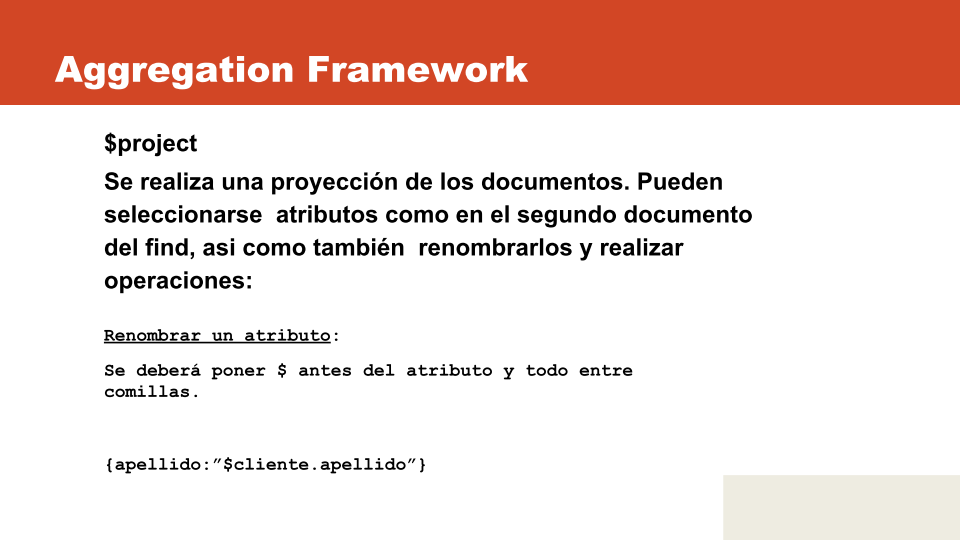 Aggregation Framework
$project
Se realiza una proyección de los documentos. Pueden
seleccionarse  atributos como en el segundo documento
del find, asi como también  renombrarlos y realizar
operaciones:
Renombrar un atributo:
Se deberá poner $ antes del atributo y todo entre
comillas.
{apellido:”$cliente.apellido”}